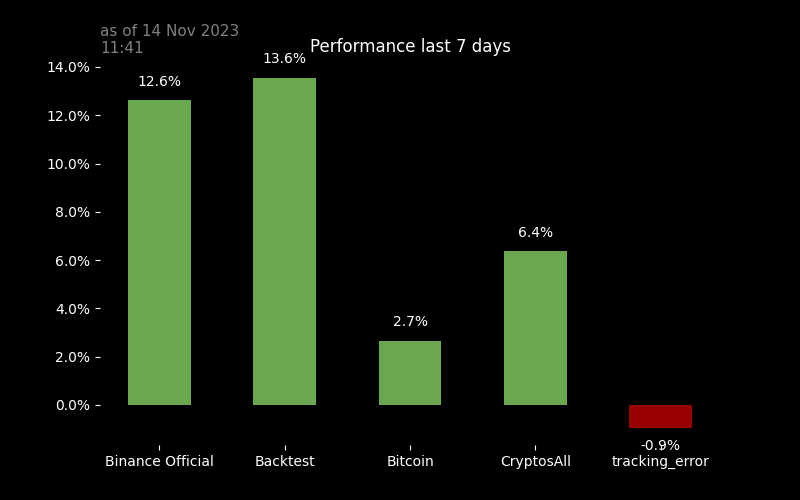 as of 14 Nov 2023
11:41
Performance last 7 days
14.0%
12.0%
10.0%
8.0%
6.0%
4.0%
2.0%
0.0%
12.6%
13.6%
2.7%
6.4%
-0.9%
Binance Official
Backtest
Bitcoin
CryptosAll
tracking_error